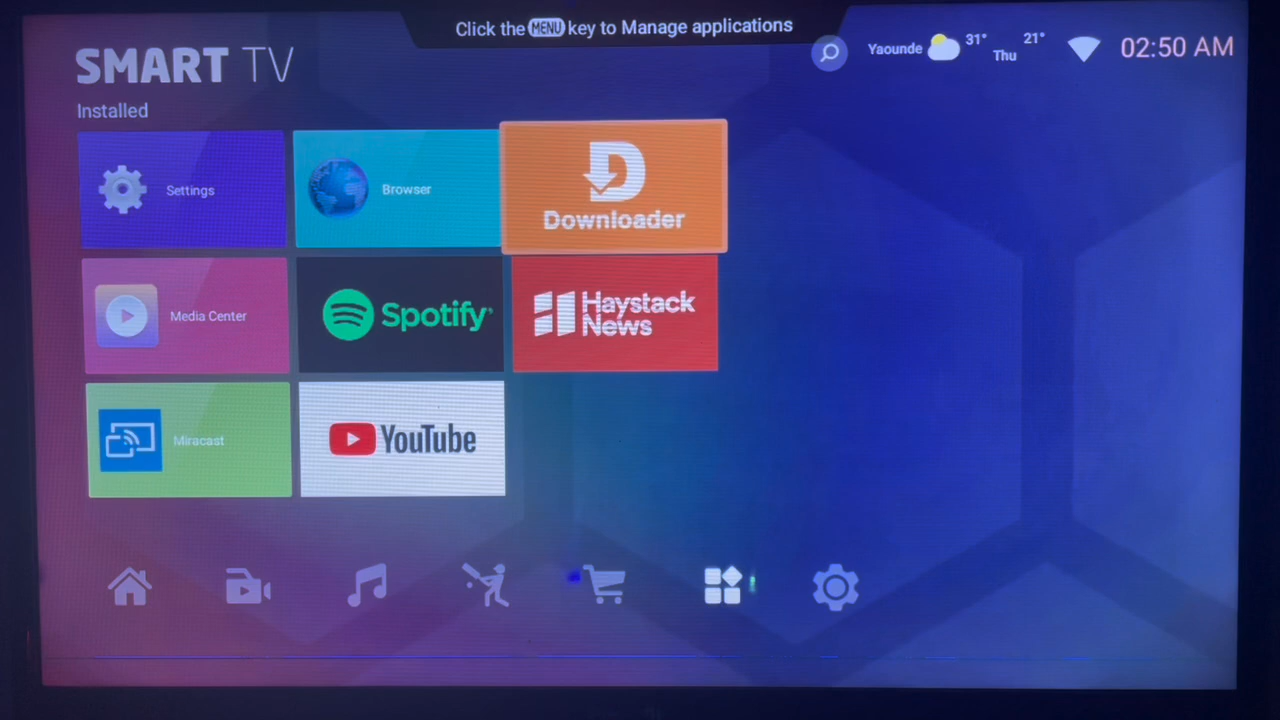 Click the MENU key to Manage applications
SMART TV
Yaounde
31°
Thu
21°
02:50 AM
Installed
Settings
Browser
Downloader
Media Center
Spotify
Haystack
News
Miracast
YouTube